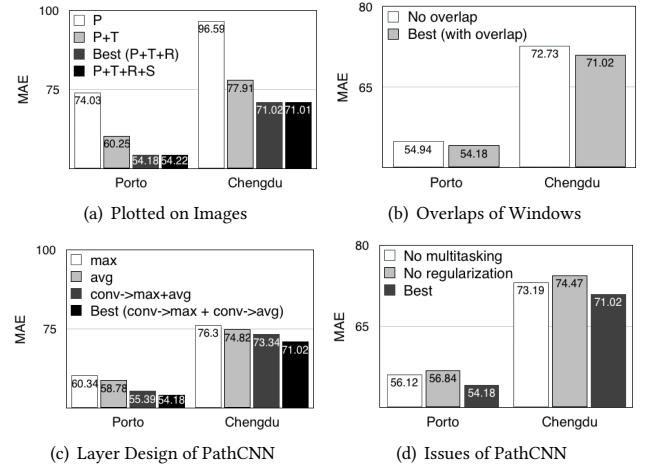 100
P
P+T
Best (P+T+R)
P+T+R+S
75
MAE
74.03
60.25
54.18
54.22
96.59
77.91
71.02
71.01
Porto
Chengdu
(a) Plotted on Images
80
No overlap
Best (with overlap)
65
MAE
54.94
54.18
72.73
71.02
Porto
Chengdu
(b) Overlaps of Windows
100
max
avg
conv->max+avg
Best (conv->max + conv->avg)
75
MAE
60.34
58.78
55.39
54.18
76.3
74.82
73.34
71.02
Porto
Chengdu
(c) Layer Design of PathCNN
80
No multitasking
No regularization
Best
65
MAE
56.12
56.84
54.18
73.19
74.47
71.02
Porto
Chengdu
(d) Issues of PathCNN